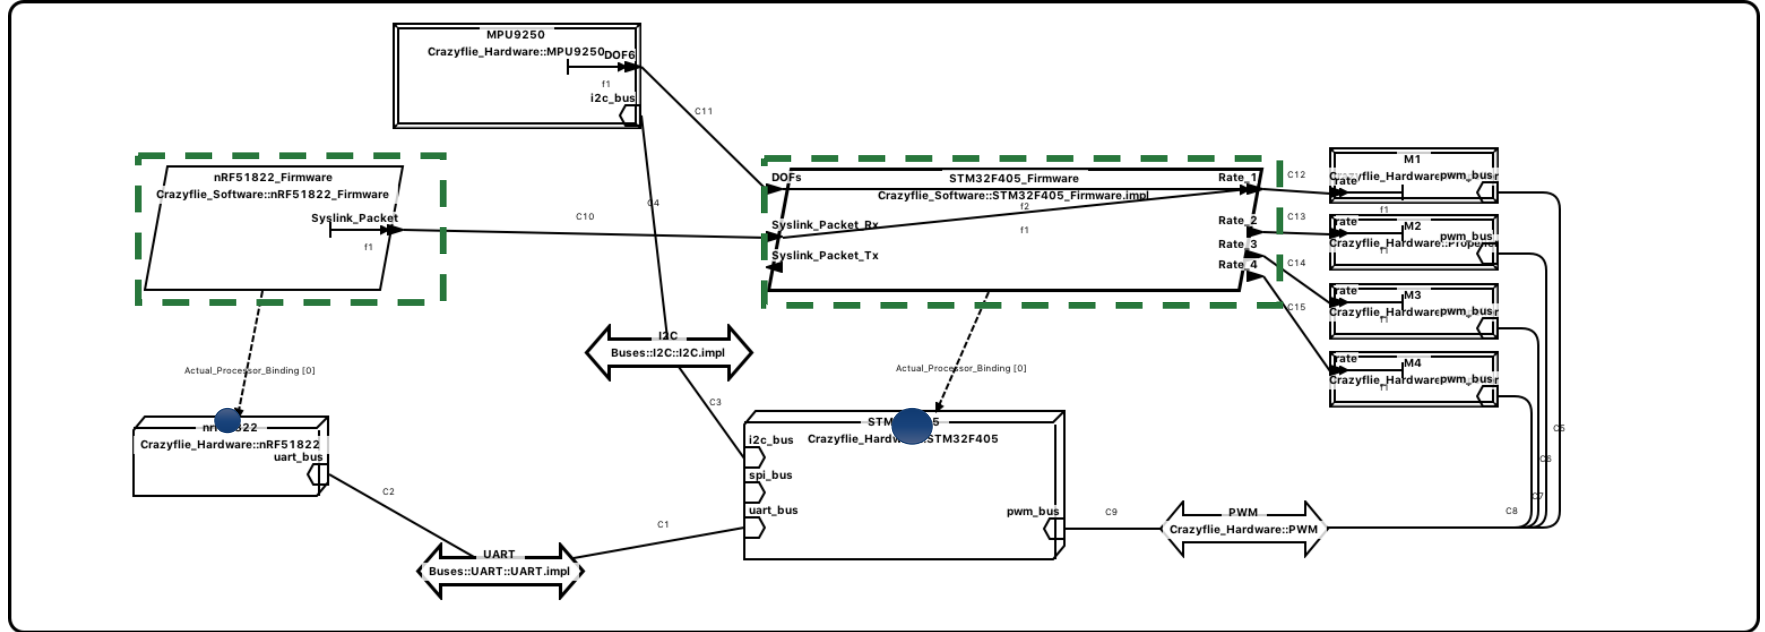 MPU9250
Crazyflie_Hardware::MPU9250
DOF6
f1
i2c_bus
C11
nRF51822_Firmware
Crazyflie_Software::nRF51822_Firmware
Syslink_Packet
f1
C10
C4
DOFs
STM32F405_Firmware
Crazyflie_Software::STM32F405_Firmware.impl
f2
Syslink_Packet_Rx
f1
Syslink_Packet_Tx
Rate_1
Rate_2
Rate_3
Rate_4
C12
C13
C14
C15
M1
rate
pwm_bus
f1
M2
rate
pwm_bus
f1
M3
rate
pwm_bus
f1
M4
rate
pwm_bus
f1
I2C
Buses::I2C::I2C.impl
Actual_Processor_Binding [0]
Actual_Processor_Binding [0]
C3
Crazyflie_Hardware::nRF51822
uart_bus
i2c_bus
STM32F405
spi_bus
uart_bus
pwm_bus
C2
C1
UART
Buses::UART::UART.impl
C9
PWM
Crazyflie_Hardware::PWM
C5
C6
C7
C8